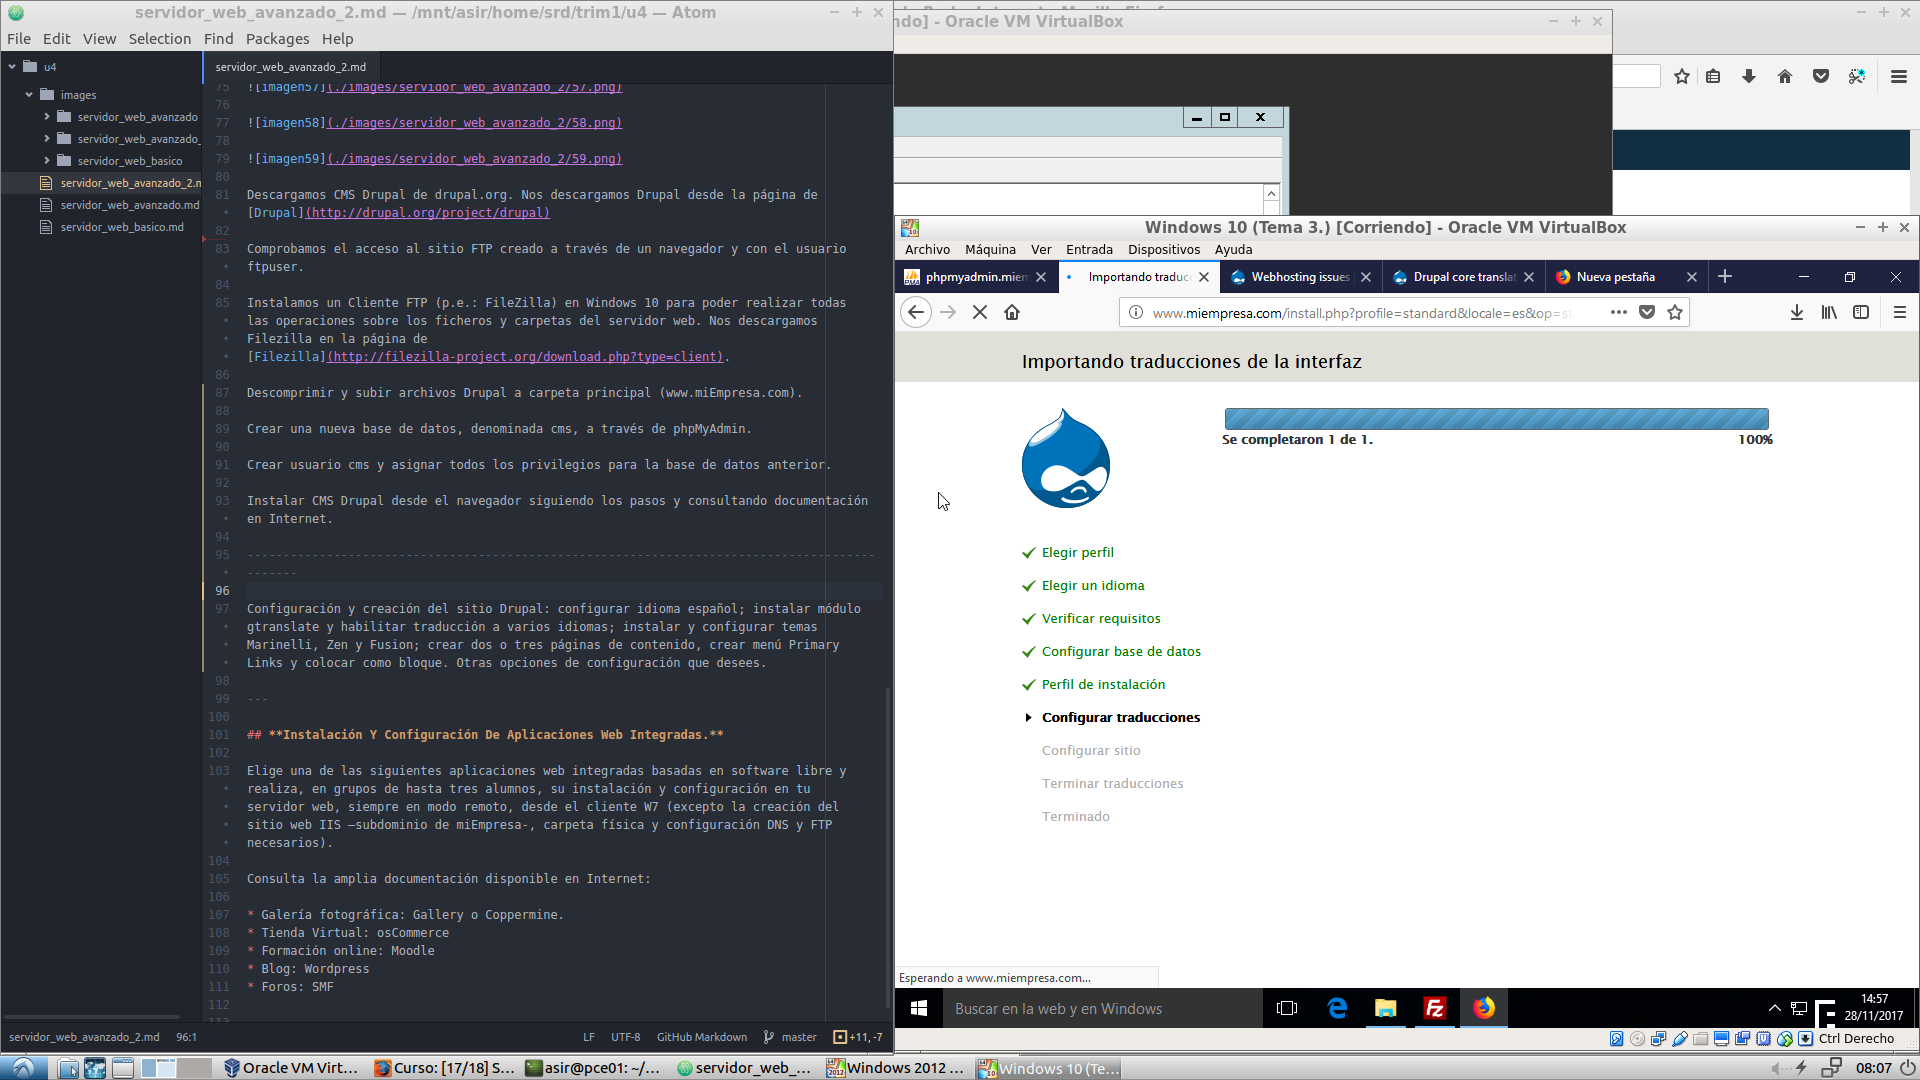 servidor_web_avanzado_2.md — /mnt/asir/home/srd/trim1/u4 — Atom
File Edit View Selection Find Packages Help
u4
images
servidor_web_avanzado
servidor_web_avanzado_
servidor_web_basico
servidor_web_avanzado_2.m
servidor_web_avanzado.md
servidor_web_basico.md
servidor_web_avanzado_2.md
75 ![imagen57](./images/servidor_web_avanzado_2/57.png)
76
77 ![imagen58](./images/servidor_web_avanzado_2/58.png)
78
79 ![imagen59](./images/servidor_web_avanzado_2/59.png)
80
81 Descargamos CMS Drupal de drupal.org. Nos descargamos Drupal desde la página de
[Drupal](http://drupal.org/project/drupal)
82
83 Comprobamos el acceso al sitio FTP creado a través de un navegador y con el usuario
ftpuser.
84
85 Instalamos un Cliente FTP (p.e.: FileZilla) en Windows 10 para poder realizar todas
las operaciones sobre los ficheros y carpetas del servidor web. Nos descargamos
Filezilla en la página de
[Filezilla](http://filezilla-project.org/download.php?type=client).
86
87 Descomprimir y subir archivos Drupal a carpeta principal (www.miEmpresa.com).
88
89 Crear una nueva base de datos, denominada cms, a través de phpMyAdmin.
90
91 Crear usuario cms y asignar todos los privilegios para la base de datos anterior.
92
93 Instalar CMS Drupal desde el navegador siguiendo los pasos y consultando documentación
en Internet.
94
95 ---------------------------------------------------------------------------------------
-------
96
97 Configuración y creación del sitio Drupal: configurar idioma español; instalar módulo
gtranslate y habilitar traducción a varios idiomas; instalar y configurar temas
Marinelli, Zen y Fusion; crear dos o tres páginas de contenido, crear menú Primary
Links y colocar como bloque. Otras opciones de configuración que desees.
98
99 ---
100
101 ## **Instalación Y Configuración De Aplicaciones Web Integradas.**
102
103 Elige una de las siguientes aplicaciones web integradas basadas en software libre y
realiza, en grupos de hasta tres alumnos, su instalación y configuración en tu
servidor web, siempre en modo remoto, desde el cliente W7 (excepto la creación del
sitio web IIS –subdominio de miEmpresa-, carpeta física y configuración DNS y FTP
necesarios).
104
105 Consulta la amplia documentación disponible en Internet:
106
107 * Galería fotográfica: Gallery o Coppermine.
108 * Tienda Virtual: osCommerce
109 * Formación online: Moodle
110 * Blog: Wordpress
111 * Foros: SMF
112
servidor_web_avanzado_2.md 96:1 LF UTF-8 GitHub Markdown master +11, -7
ndo] - Oracle VM VirtualBox
Windows 10 (Tema 3.) [Corriendo] - Oracle VM VirtualBox
Archivo Máquina Ver Entrada Dispositivos Ayuda
phpmyadmin.miem Importando traducc Webhosting issues Drupal core translat Nueva pestaña
www.miempresa.com/install.php?profile=standard&locale=es&op=st
Importando traducciones de la interfaz
Se completaron 1 de 1. 100%
Elegir perfil
Elegir un idioma
Verificar requisitos
Configurar base de datos
Perfil de instalación
Configurar traducciones
Configurar sitio
Terminar traducciones
Terminado
Esperando a www.miempresa.com...
Buscar en la web y en Windows
14:57
28/11/2017
Ctrl Derecho
Oracle VM Virt... Curso: [17/18] S... asir@pce01: ~/... servidor_web_... Windows 2012 ... Windows 10 (Te... 08:07